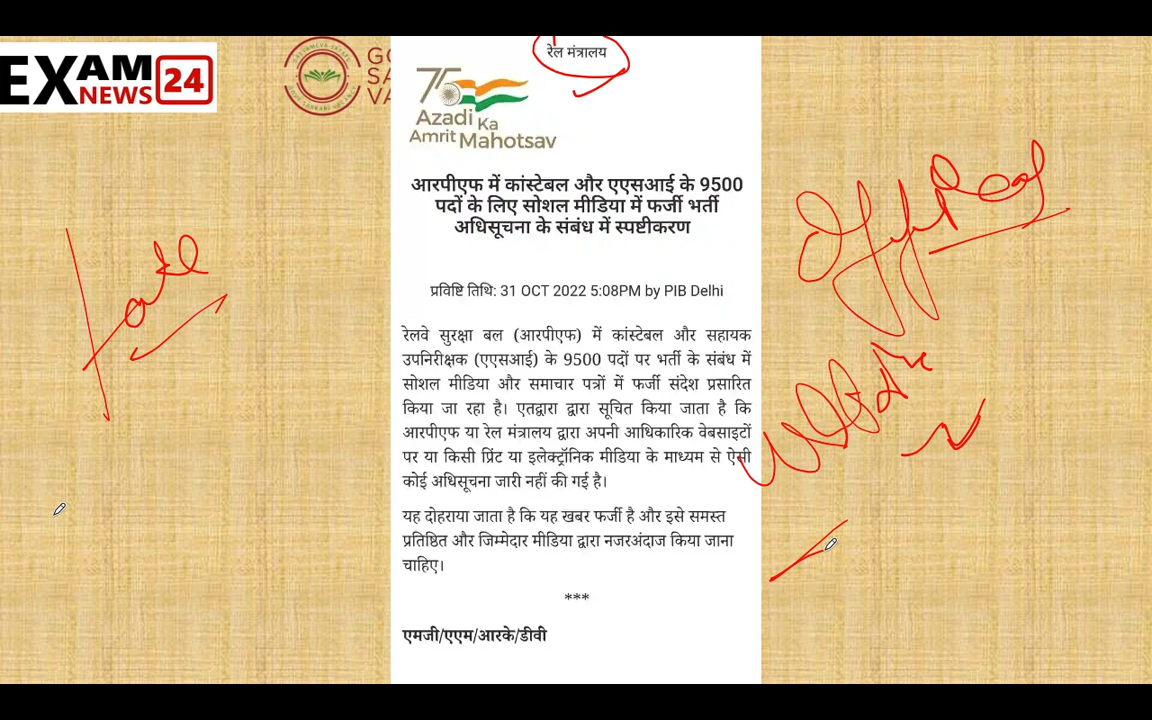 EXAM
NEWS 24
रेल मंत्रालय
75
Azadi Ka
Amrit Mahotsav
आरपीएफ में कांस्टेबल और एएसआई के 9500
पदों के लिए सोशल मीडिया में फर्जी भर्ती
अधिसूचना के संबंध में स्पष्टीकरण
प्रविष्टि तिथि: 31 OCT 2022 5:08PM by PIB Delhi
रेलवे सुरक्षा बल (आरपीएफ) में कांस्टेबल और सहायक
उपनिरीक्षक (एएसआई) के 9500 पदों पर भर्ती के संबंध में
सोशल मीडिया और समाचार पत्रों में फर्जी संदेश प्रसारित
किया जा रहा है। एतद्वारा द्वारा सूचित किया जाता है कि
आरपीएफ या रेल मंत्रालय द्वारा अपनी आधिकारिक वेबसाइटों
पर या किसी प्रिंट या इलेक्ट्रॉनिक मीडिया के माध्यम से ऐसी
कोई अधिसूचना जारी नहीं की गई है।
यह दोहराया जाता है कि यह खबर फर्जी है और इसे समस्त
प्रतिष्ठित और जिम्मेदार मीडिया द्वारा नजरअंदाज किया जाना
चाहिए।
***
एमजी/एएम/आरके/डीवी